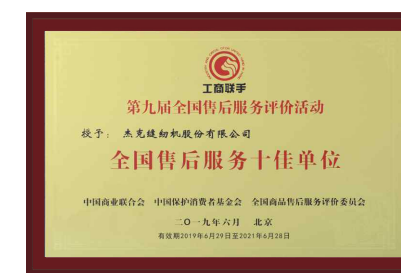 工商联手
第九届全国售后服务评价活动
授予：杰克缝纫机股份有限公司
全国售后服务十佳单位
中国商业联合会 中国保护消费者基金会 全国商品售后服务评价委员会
二〇一九年六月 北京
有效期2019年6月29日至2021年6月28日